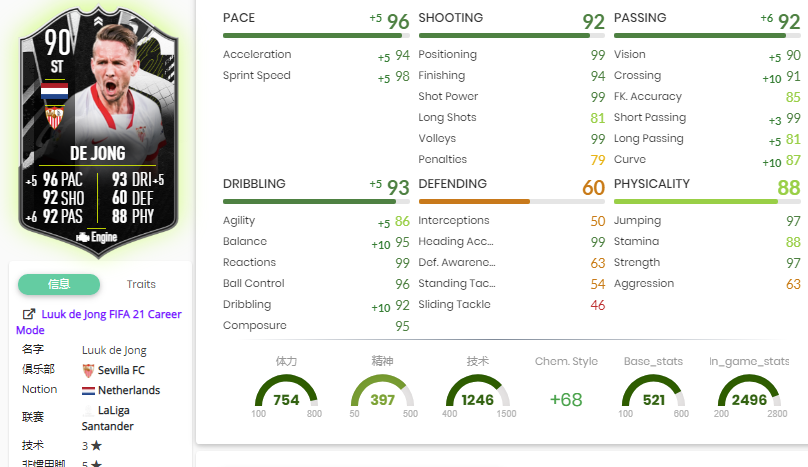 90
ST
DE JONG
+5 96 PAC 93 DRI +5
92 SHO 60 DEF
+6 92 PAS 88 PHY
Engine
信息 Traits
Luuk de Jong FIFA 21 Career
Mode
名字 Luuk de Jong
俱乐部 Sevilla FC
Nation Netherlands
联赛 LaLiga
Santander
技术 3 ★
非惯用脚 5 ★
PACE +5 96
Acceleration +5 94
Sprint Speed +5 98
SHOOTING 92
Positioning 99
Finishing 94
Shot Power 99
Long Shots 81
Volleys 99
Penalties 79
PASSING +6 92
Vision +5 90
Crossing +10 91
FK. Accuracy 85
Short Passing +3 99
Long Passing +5 81
Curve +10 87
DRIBBLING +5 93
Agility +5 86
Balance +10 95
Reactions 99
Ball Control 96
Dribbling +10 92
Composure 95
DEFENDING 60
Interceptions 50
Heading Acc... 99
Def. Awarene... 63
Standing Tac... 54
Sliding Tackle 46
PHYSICALITY 88
Jumping 97
Stamina 88
Strength 97
Aggression 63
体力 精神 技术 Chem. Style Base_stats In_game_stats
754 397 1246 +68 521 2496
100 800 50 500 400 1500 100 600 200 2800